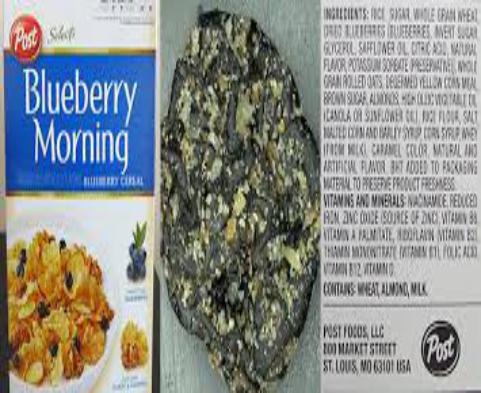 Post
Selects
Blueberry
Morning
BLUEBERRY CEREAL
INGREDIENTS: RICE, SUGAR, WHOLE GRAIN WHEAT,
DRIED BLUEBERRIES (BLUEBERRIES, INVERT SUGAR,
GLYCEROL, SAFFLOWER OIL, CITRIC ACID, NATURAL
FLAVOR, POTASSIUM SORBATE (PRESERVATIVE), WHOLE
GRAIN ROLLED OATS, DEGERMED YELLOW CORN MEAL,
BROWN SUGAR, ALMONDS, HIGH OLEIC VEGETABLE OIL
(CANOLA OR SUNFLOWER OIL), RICE FLOUR, SALT,
MALTED CORN AND BARLEY SYRUP, CORN SYRUP, WHEY
(FROM MILK), CARAMEL COLOR, NATURAL AND
ARTIFICIAL FLAVOR. BHT ADDED TO PACKAGING
MATERIAL TO PRESERVE PRODUCT FRESHNESS.
VITAMINS AND MINERALS: NIACINAMIDE, REDUCED
IRON, ZINC OXIDE (SOURCE OF ZINC), VITAMIN B6,
VITAMIN A PALMITATE, RIBOFLAVIN (VITAMIN B2),
THIAMIN MONONITRATE (VITAMIN B1), FOLIC ACID,
VITAMIN B12, VITAMIN D.
CONTAINS: WHEAT, ALMOND, MILK.
POST FOODS, LLC
800 MARKET STREET
ST. LOUIS, MO 63101 USA
Post